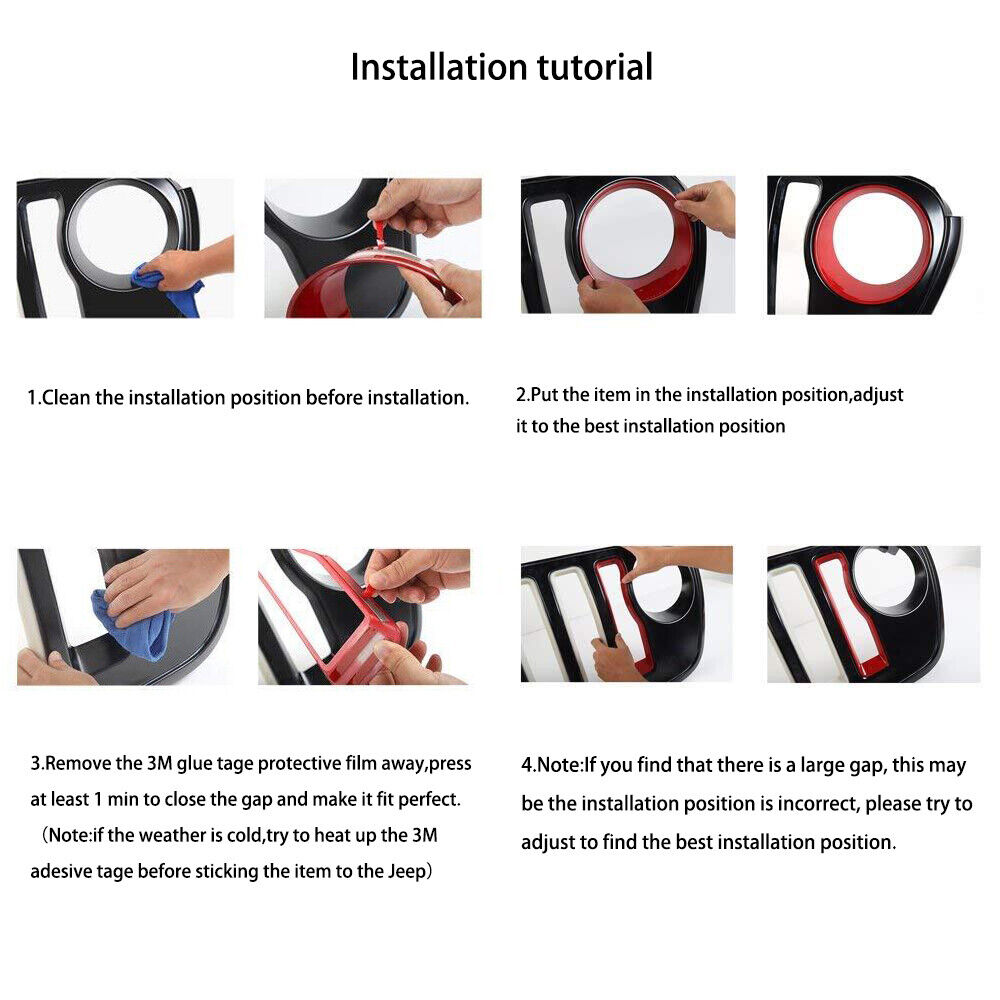 Installation tutorial
1.Clean the installation position before installation.
2.Put the item in the installation position,adjust
it to the best installation position
3.Remove the 3M glue tage protective film away,press
at least 1 min to close the gap and make it fit perfect.
（Note:if the weather is cold,try to heat up the 3M
adesive tage before sticking the item to the Jeep）
4.Note:If you find that there is a large gap, this may
be the installation position is incorrect, please try to
adjust to find the best installation position.